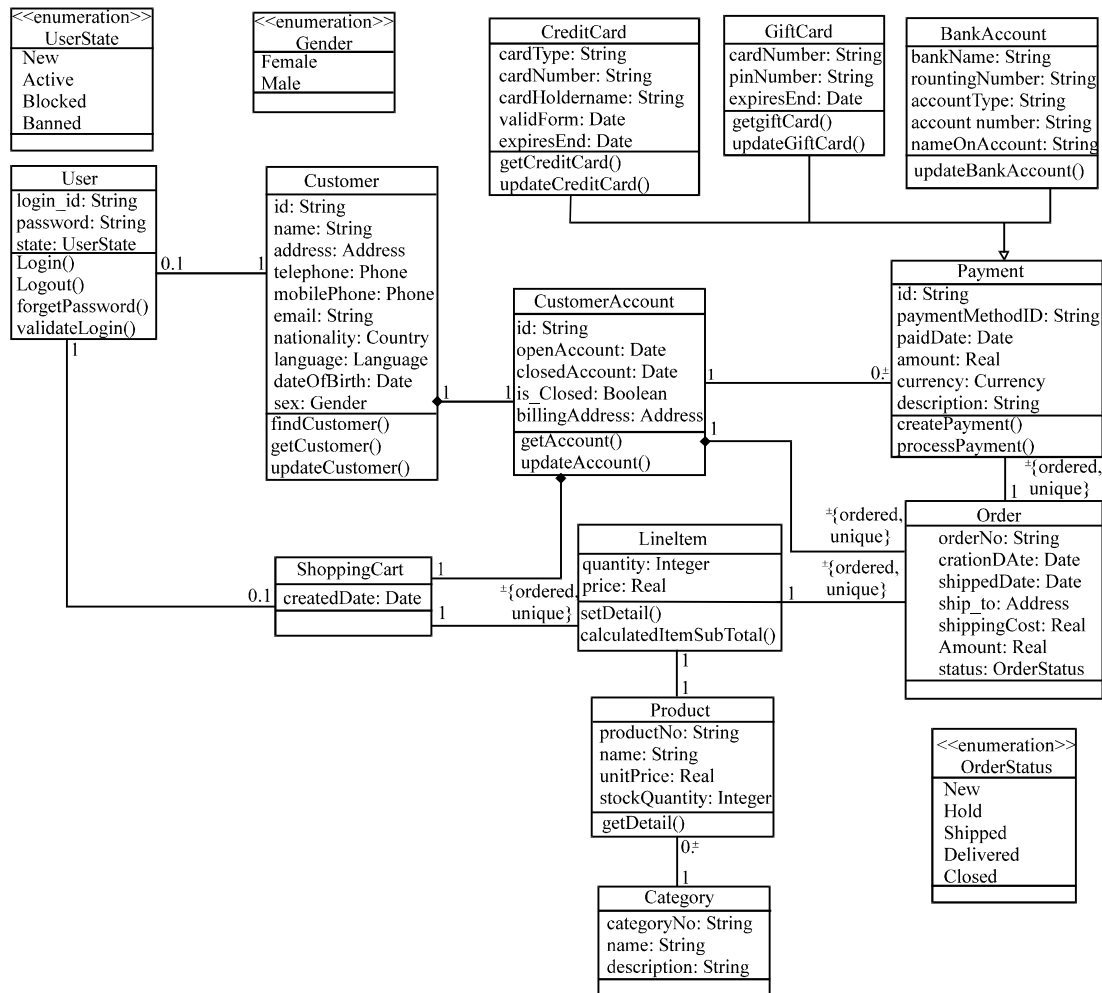 <<enumeration>>
UserState
New
Active
Blocked
Banned
<<enumeration>>
Gender
Female
Male
CreditCard
cardType: String
cardNumber: String
cardHoldername: String
validForm: Date
expiresEnd: Date
getCreditCard()
updateCreditCard()
GiftCard
cardNumber: String
pinNumber: String
expiresEnd: Date
getgiftCard()
updateGiftCard()
BankAccount
bankName: String
rountingNumber: String
accountType: String
account number: String
nameOnAccount: String
updateBankAccount()
User
login_id: String
password: String
state: UserState
Login()
Logout()
forgetPassword()
validateLogin()
0.1
1
1
Customer
id: String
name: String
address: Address
telephone: Phone
mobilePhone: Phone
email: String
nationality: Country
language: Language
dateOfBirth: Date
sex: Gender
findCustomer()
getCustomer()
updateCustomer()
1
1
CustomerAccount
id: String
openAccount: Date
closedAccount: Date
is_Closed: Boolean
billingAddress: Address
getAccount()
updateAccount()
1
0.±
1
Payment
id: String
paymentMethodID: String
paidDate: Date
amount: Real
currency: Currency
description: String
createPayment()
processPayment()
±{ordered,
unique}
1
Order
orderNo: String
crationDAte: Date
shippedDate: Date
ship_to: Address
shippingCost: Real
Amount: Real
status: OrderStatus
±{ordered,
unique}
±{ordered,
unique}
1
LineItem
quantity: Integer
price: Real
setDetail()
calculatedItemSubTotal()
ShoppingCart
createdDate: Date
0.1
1
1
±{ordered,
unique}
1
1
Product
productNo: String
name: String
unitPrice: Real
stockQuantity: Integer
getDetail()
0.±
1
Category
categoryNo: String
name: String
description: String
<<enumeration>>
OrderStatus
New
Hold
Shipped
Delivered
Closed